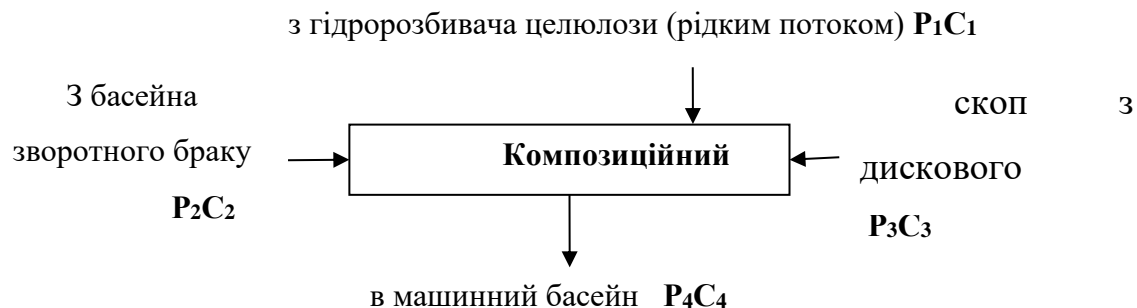 з гідророзбивача целюлози (рідким потоком) P₁C₁
З басейна
зворотного браку
P₂C₂
Композиційний
скоп з
дискового
P₃C₃
в машинний басейн P₄C₄